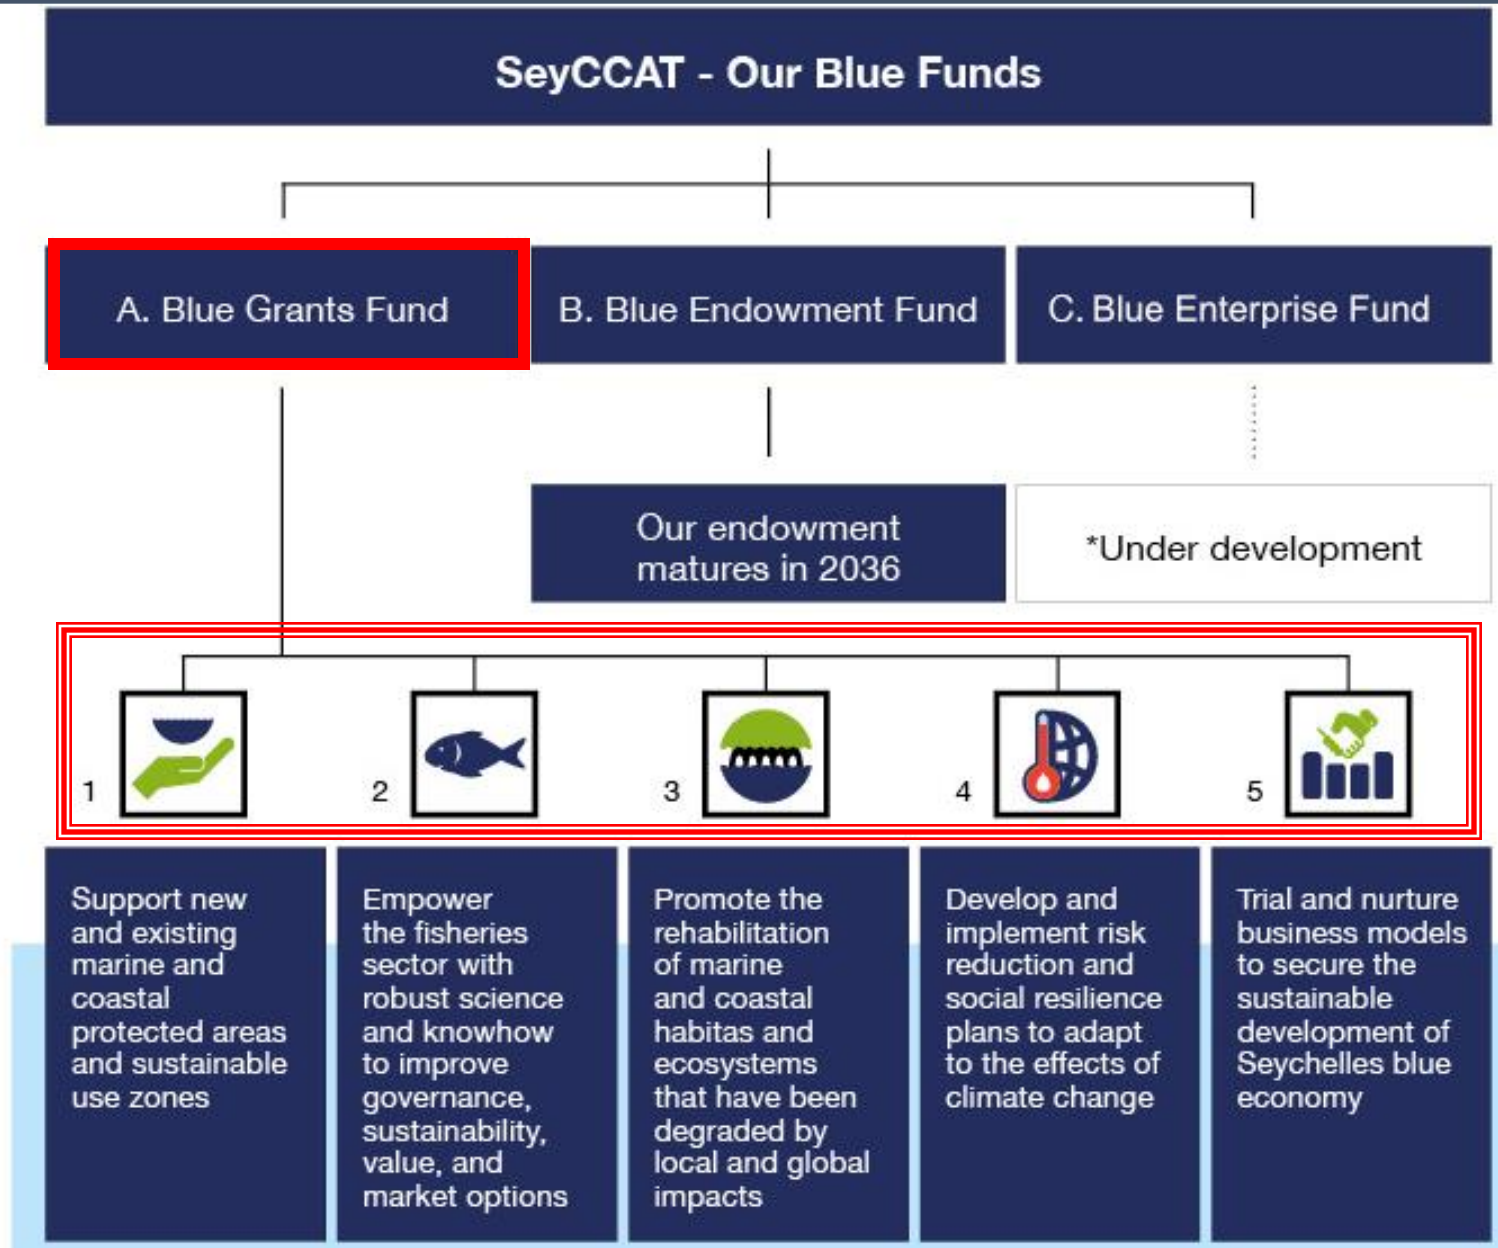 SeyCCAT - Our Blue Funds
A. Blue Grants Fund
B. Blue Endowment Fund
C. Blue Enterprise Fund
Our endowment
matures in 2036
*Under development
1
2
3
4
5
Support new
and existing
marine and
coastal
protected areas
and sustainable
use zones
Empower
the fisheries
sector with
robust science
and knowhow
to improve
governance,
sustainability,
value, and
market options
Promote the
rehabilitation
of marine
and coastal
habitas and
ecosystems
that have been
degraded by
local and global
impacts
Develop and
implement risk
reduction and
social resilience
plans to adapt
to the effects of
climate change
Trial and nurture
business models
to secure the
sustainable
development of
Seychelles blue
economy